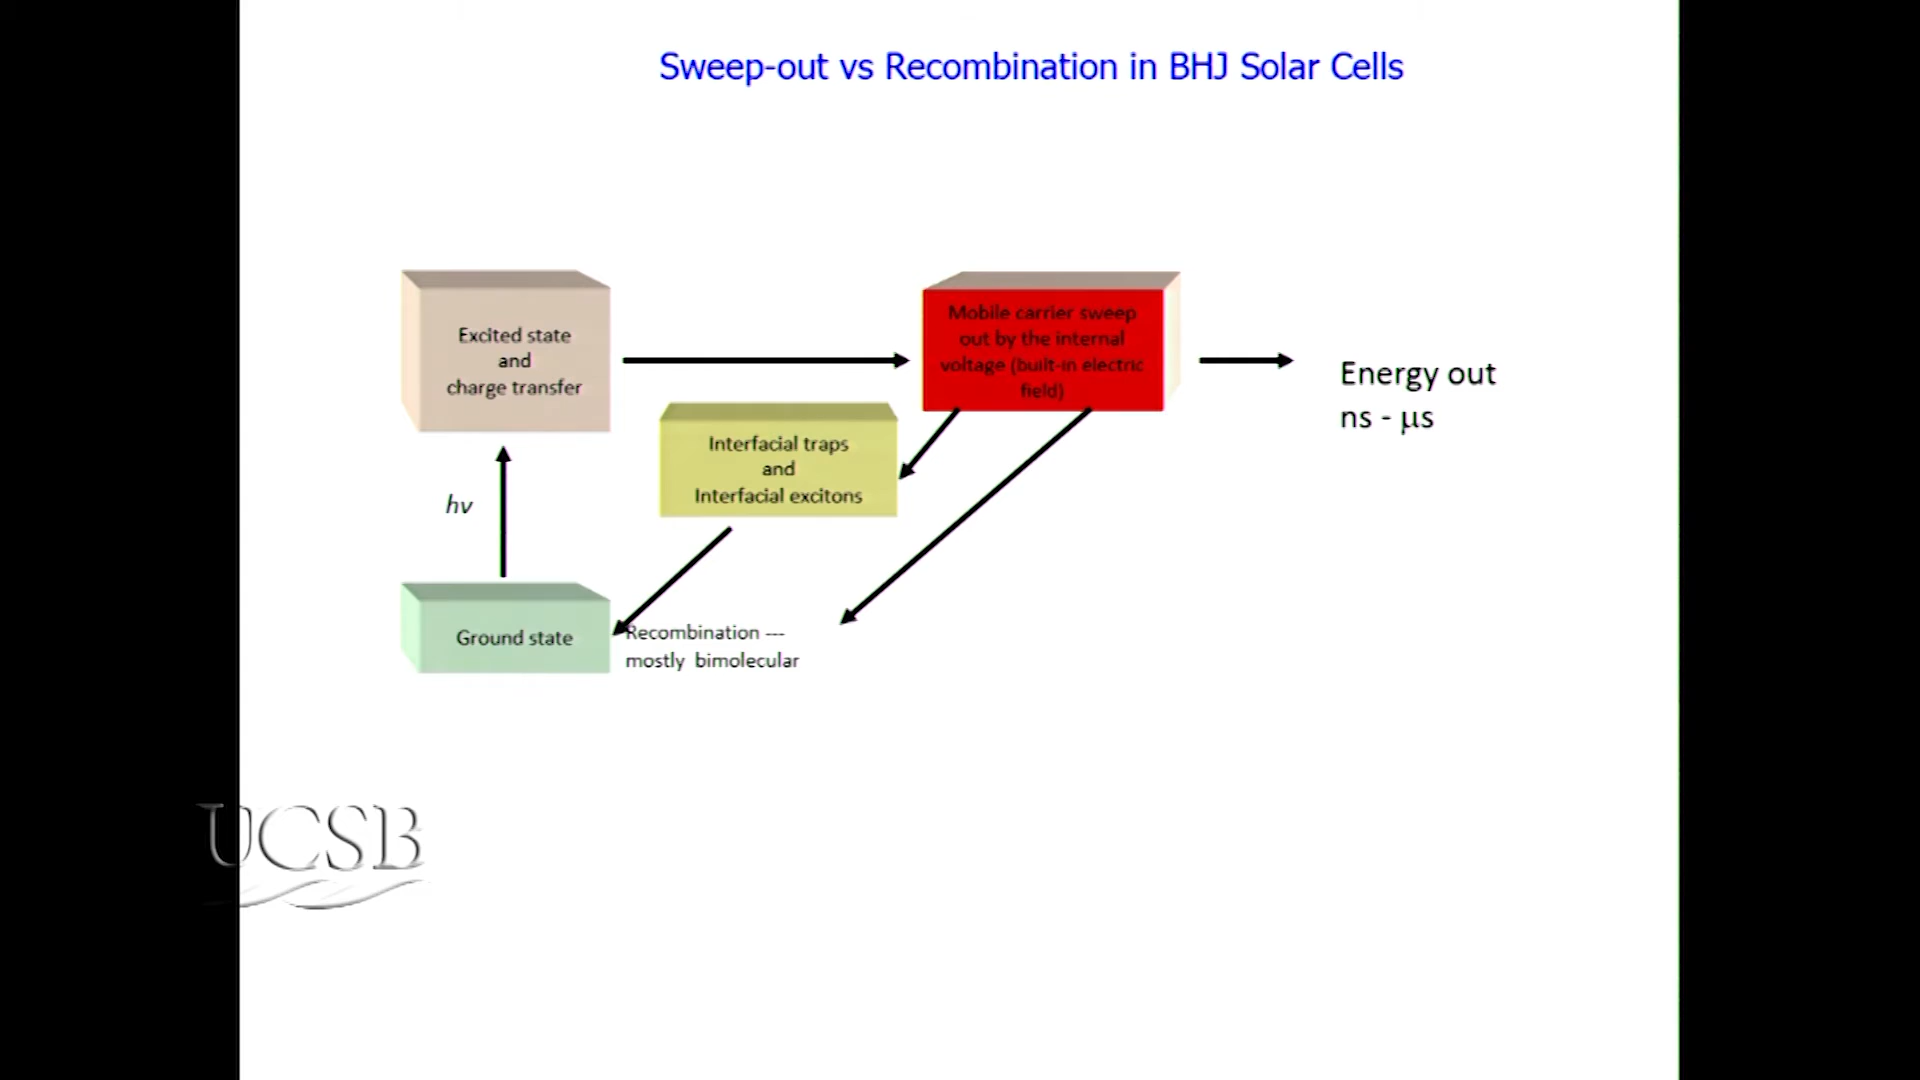 Sweep-out vs Recombination in BHJ Solar Cells
Excited state
and
charge transfer
Mobile carrier sweep
out by the internal
voltage (built-in electric
field)
Energy out
ns - μs
Interfacial traps
and
Interfacial excitons
hν
Ground state
Recombination ---
mostly bimolecular
UCSB